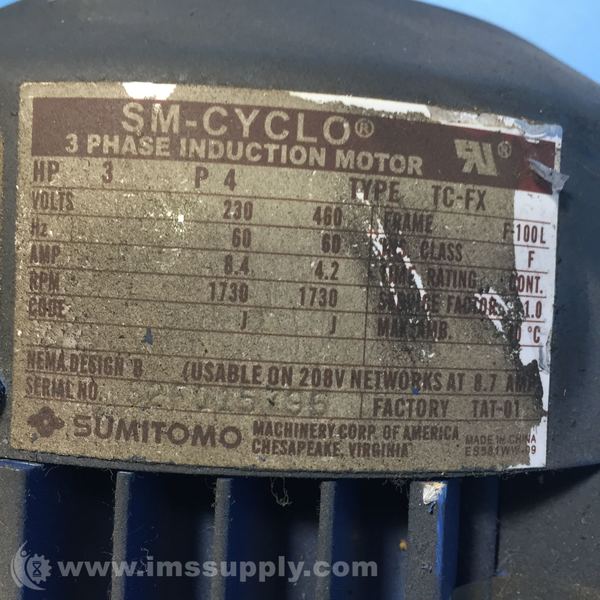 SM-CYCLO®
3 PHASE INDUCTION MOTOR
HP 3 P 4 TYPE TC-FX
VOLTS 230 460 FRAME F-100L
Hz 60 60 CLASS F
AMP 8.4 4.2 RATING CONT.
RPM 1730 1730 SERVICE FACTOR 1.0
CODE J J MAX AMB. °C
NEMA DESIGN B (USABLE ON 208V NETWORKS AT 8.7 AMP
SERIAL NO. FACTORY TAT-01
SUMITOMO MACHINERY CORP. OF AMERICA
CHESAPEAKE, VIRGINIA
MADE IN CHINA
www.imssupply.com